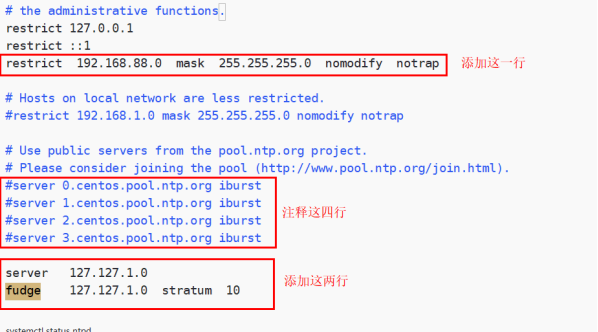 # the administrative functions.
restrict 127.0.0.1
restrict ::1
restrict  192.168.88.0  mask  255.255.255.0  nomodify  notrap
添加这一行
# Hosts on local network are less restricted.
#restrict 192.168.1.0 mask 255.255.255.0 nomodify notrap
# Use public servers from the pool.ntp.org project.
# Please consider joining the pool (http://www.pool.ntp.org/join.html).
#server 0.centos.pool.ntp.org iburst
#server 1.centos.pool.ntp.org iburst
#server 2.centos.pool.ntp.org iburst
#server 3.centos.pool.ntp.org iburst
注释这四行
server   127.127.1.0
fudge    127.127.1.0  stratum  10
添加这两行
systemctl status ntpd